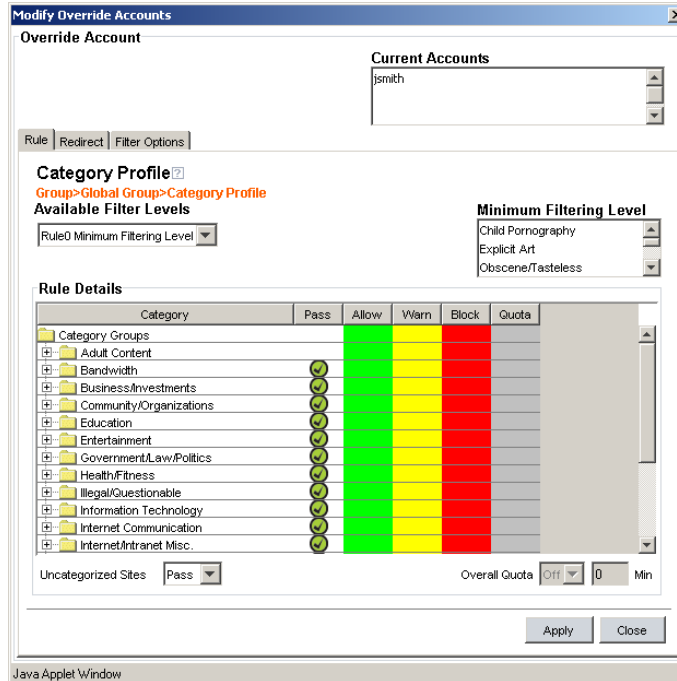 Modify Override Accounts
Override Account
Current Accounts
jsmith
Rule Redirect Filter Options
Category Profile ?
Group>Global Group>Category Profile
Available Filter Levels
Rule0 Minimum Filtering Level
Minimum Filtering Level
Child Pornography
Explicit Art
Obscene/Tasteless
Rule Details
Category Pass Allow Warn Block Quota
Category Groups
Adult Content
Bandwidth
Business/Investments
Community/Organizations
Education
Entertainment
Government/Law/Politics
Health/Fitness
Illegal/Questionable
Information Technology
Internet Communication
Internet/Intranet Misc.
Uncategorized Sites Pass Overall Quota Off 0 Min
Apply Close
Java Applet Window